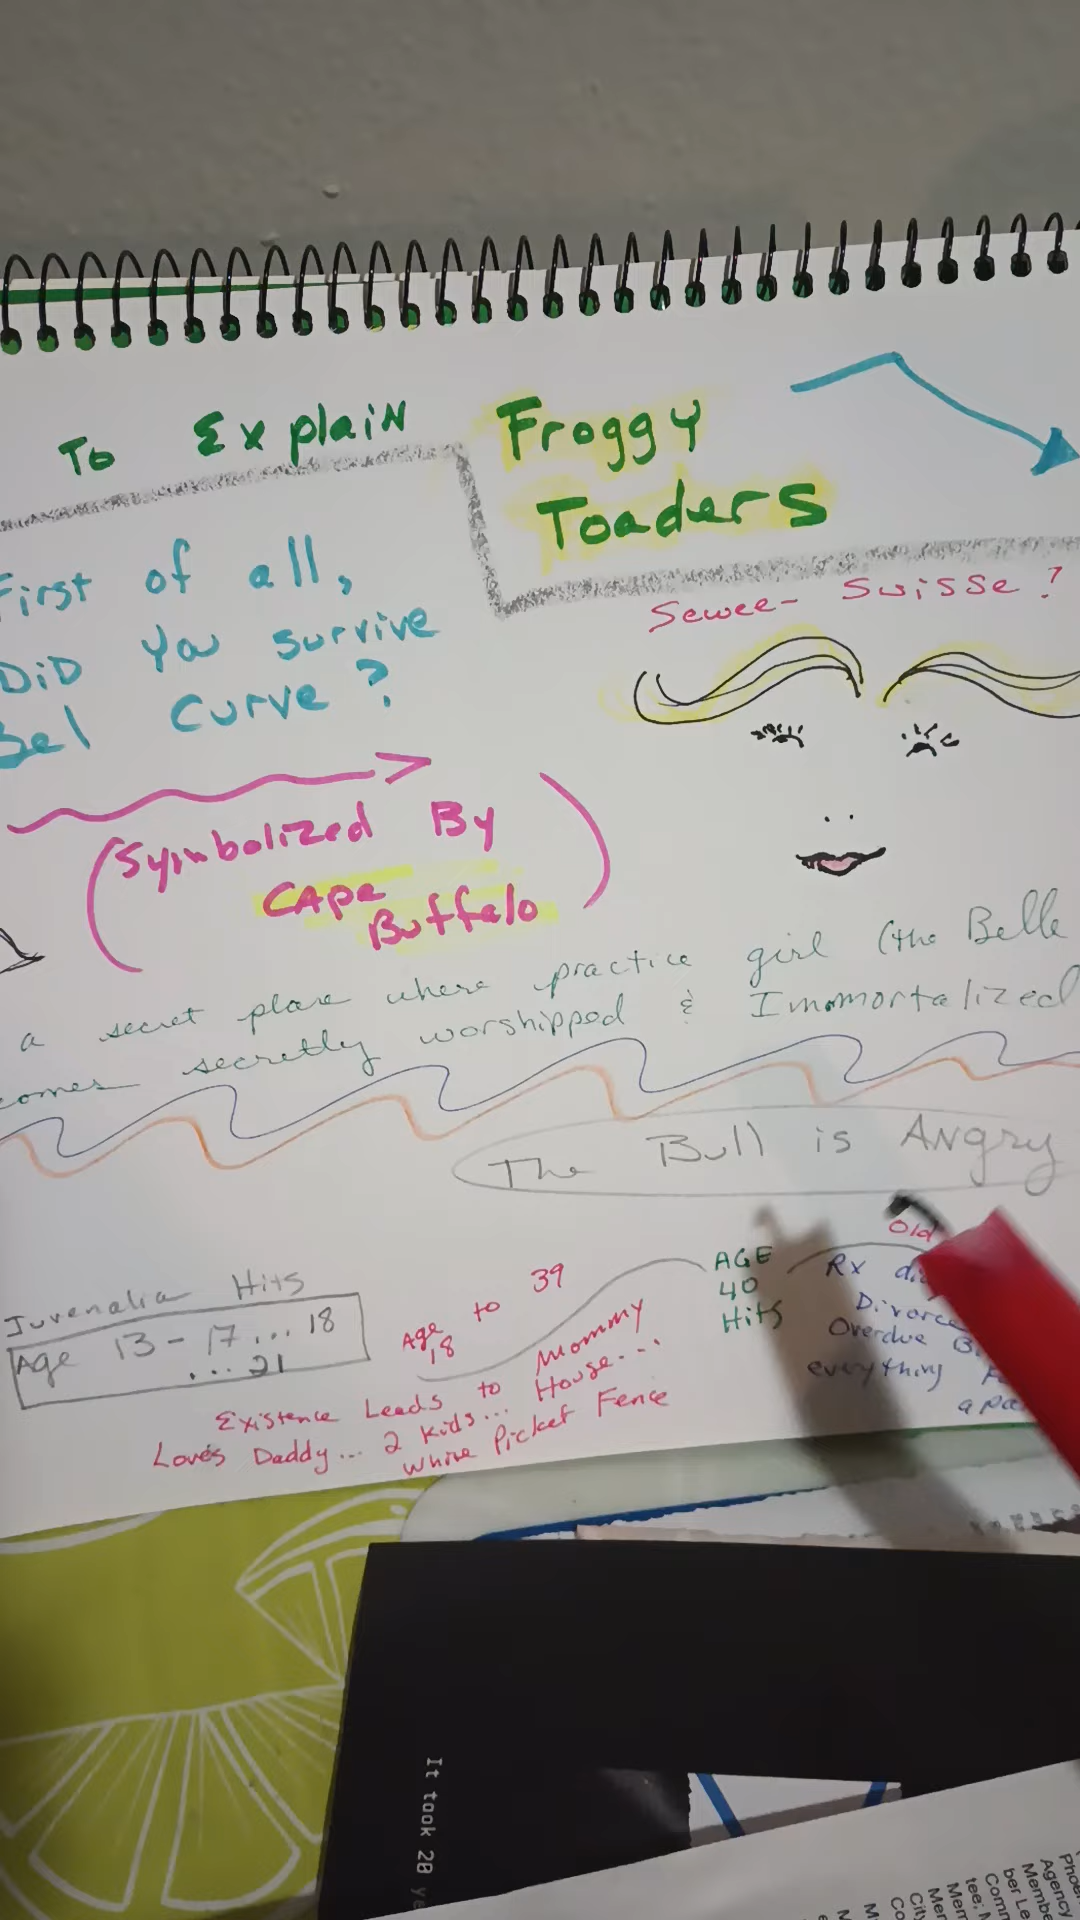 To Explain
Froggy
Toaders
First of all,
DiD you survive
Bel Curve?
Sewee- Suisse?
(Symbolized By
CApe
Buffalo)
a secret place where practice girl (the Belle
comes secretly worshipped & Immortalized
The Bull is Angry
Juvenalia Hits
Age 13 - 17 ... 18
... 21
Age 18 to 39
Existence Leads to Mommy
Loves Daddy... 2 Kids... House...
White Picket Fence
AGE
40
Hits
Old
Rx
Divorce
Overdue
everything
It took 20